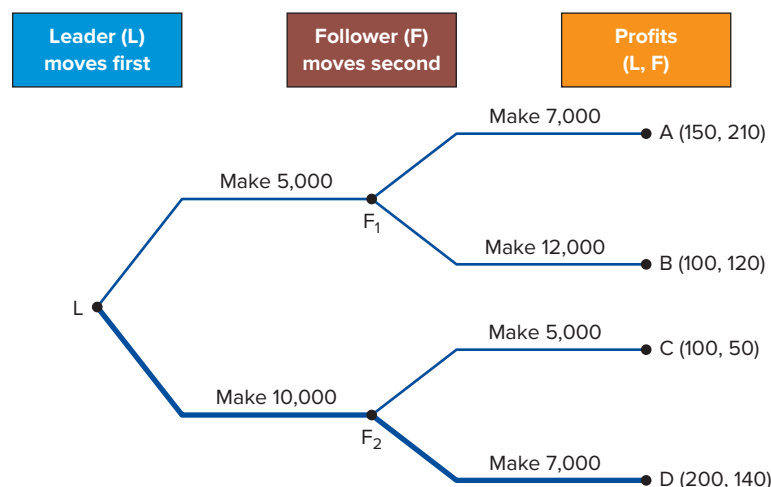 Leader (L)
moves first
Follower (F)
moves second
Profits
(L, F)
Make 7,000
A (150, 210)
Make 5,000
F₁
Make 12,000
B (100, 120)
L
Make 5,000
C (100, 50)
Make 10,000
F₂
Make 7,000
D (200, 140)